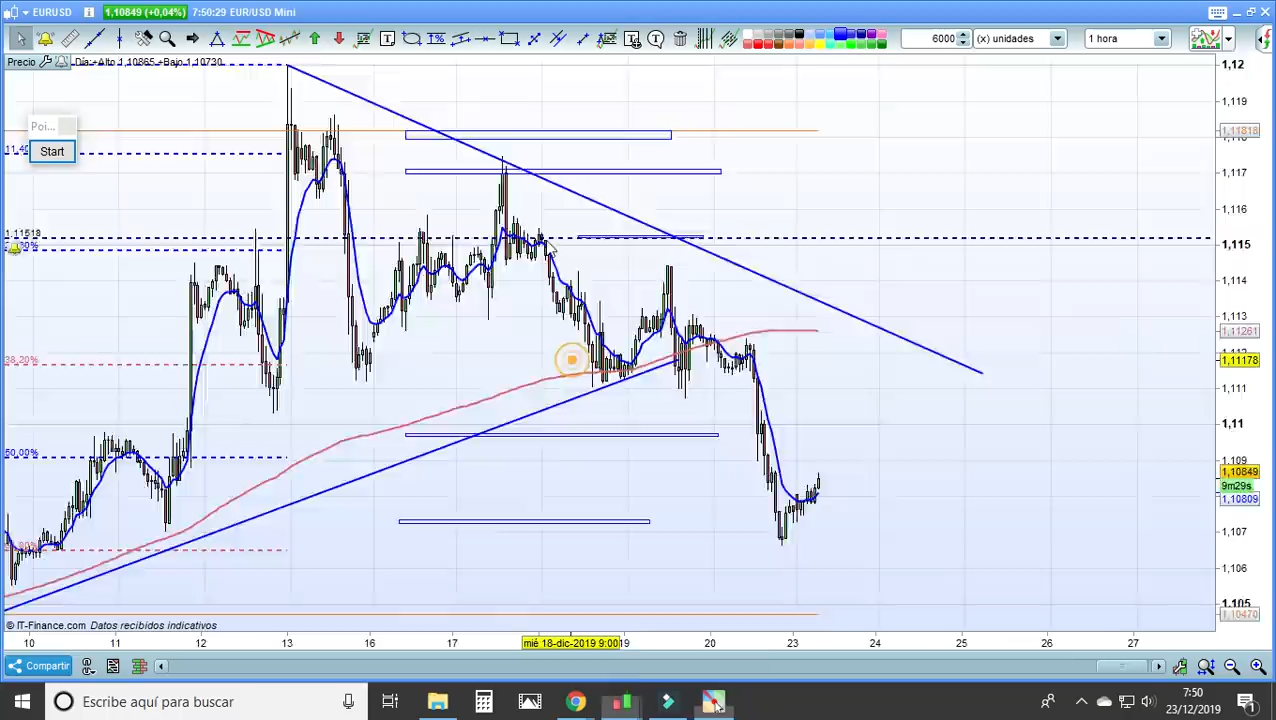 EURUSD 1,10849 (+0,04%) 7:50:29 EUR/USD Mini
6000 (x) unidades 1 hora
Precio Día: +Alto 1,10865 +Bajo 1,10730
1,12
1,119
1,11818
1,117
1,116
1,115
1,114
1,113
1,11261
1,11178
1,111
1,11
1,109
1,10849
9m29s
1,10809
1,107
1,106
1,105
1,10470
Poi...
Start
1,11518
38,20%
50,00%
© IT-Finance.com Datos recibidos indicativos
10 11 12 13 16 17 mié 18-dic-2019 9:00 19 20 23 24 25 26 27
Compartir
Escribe aquí para buscar
7:50
23/12/2019
1